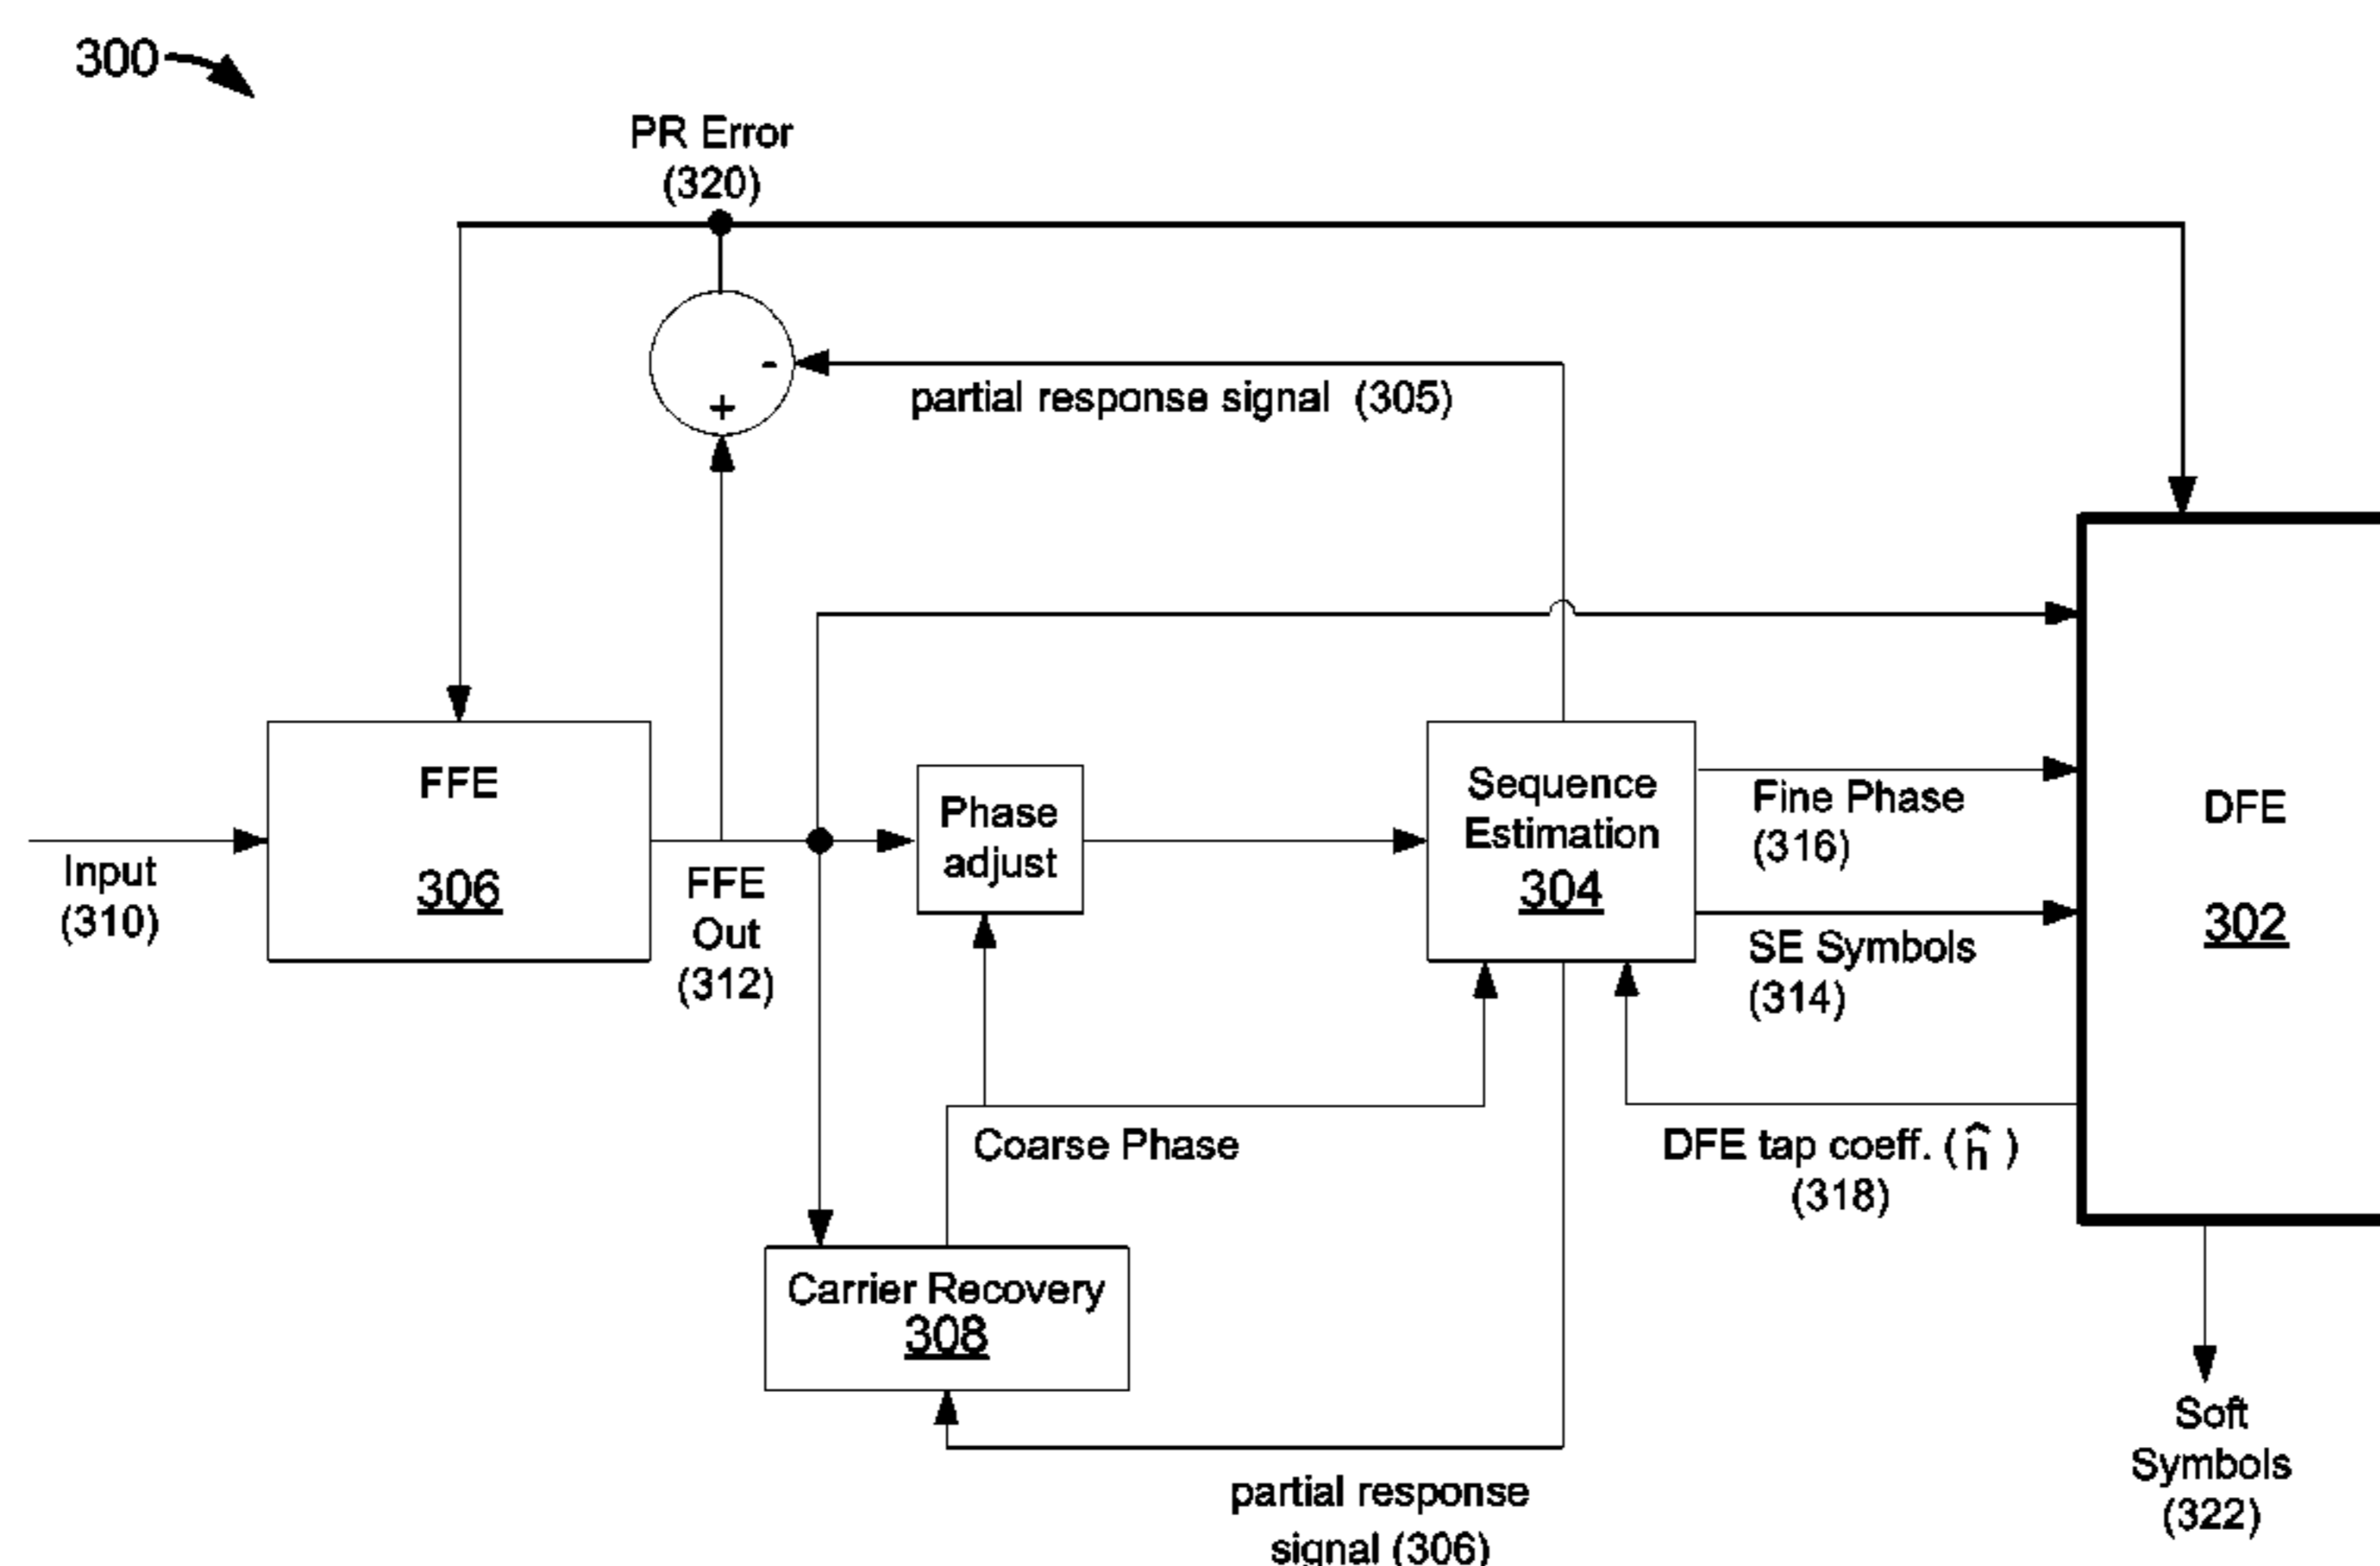 300
PR Error
(320)
-
+
partial response signal (305)
FFE
306
Input
(310)
FFE
Out
(312)
Phase
adjust
Sequence
Estimation
304
Fine Phase
(316)
SE Symbols
(314)
DFE
302
Coarse Phase
DFE tap coeff. (ĥ)
(318)
Carrier Recovery
308
partial response
signal (306)
Soft
Symbols
(322)